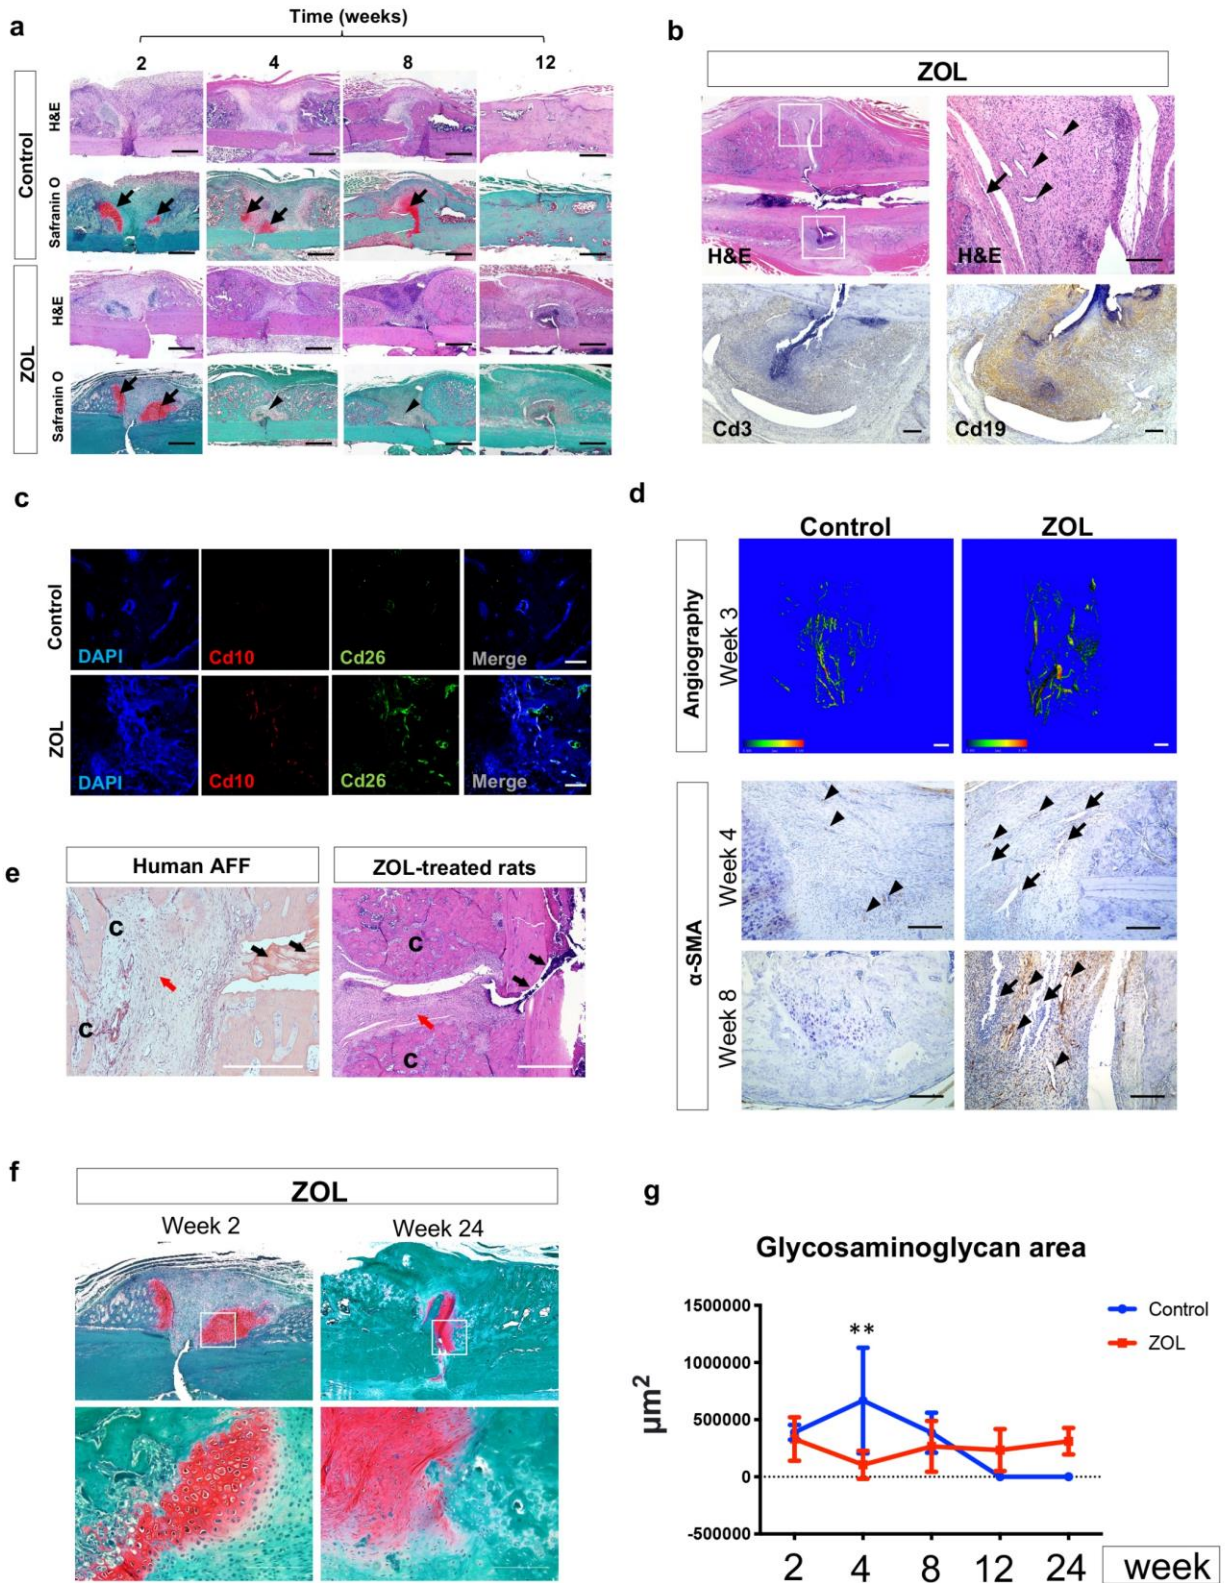 a
Time (weeks)
2
4
8
12
Control
H&E
Safranin O
ZOL
H&E
Safranin O
b
ZOL
H&E
H&E
Cd3
Cd19
c
Control
DAPI
Cd10
Cd26
Merge
ZOL
DAPI
Cd10
Cd26
Merge
d
Control
ZOL
Angiography
Week 3
α-SMA
Week 4
Week 8
e
Human AFF
ZOL-treated rats
C
C
C
C
f
ZOL
Week 2
Week 24
g
Glycosaminoglycan area
µm²
1500000
1000000
500000
0
-500000
**
Control
ZOL
2
4
8
12
24
week